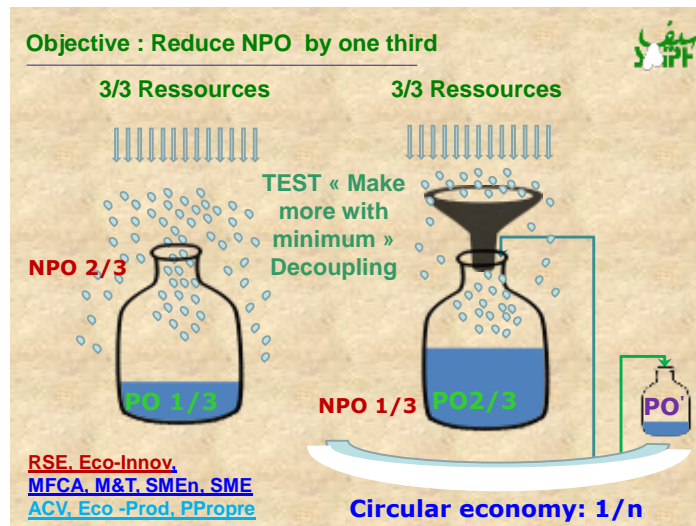 Objective : Reduce NPO by one third
3/3 Ressources
3/3 Ressources
TEST « Make
more with
minimum »
Decoupling
NPO 2/3
PO 1/3
NPO 1/3
PO2/3
PO'
RSE, Eco-Innov,
MFCA, M&T, SMEn, SME
ACV, Eco -Prod, PPropre
Circular economy: 1/n